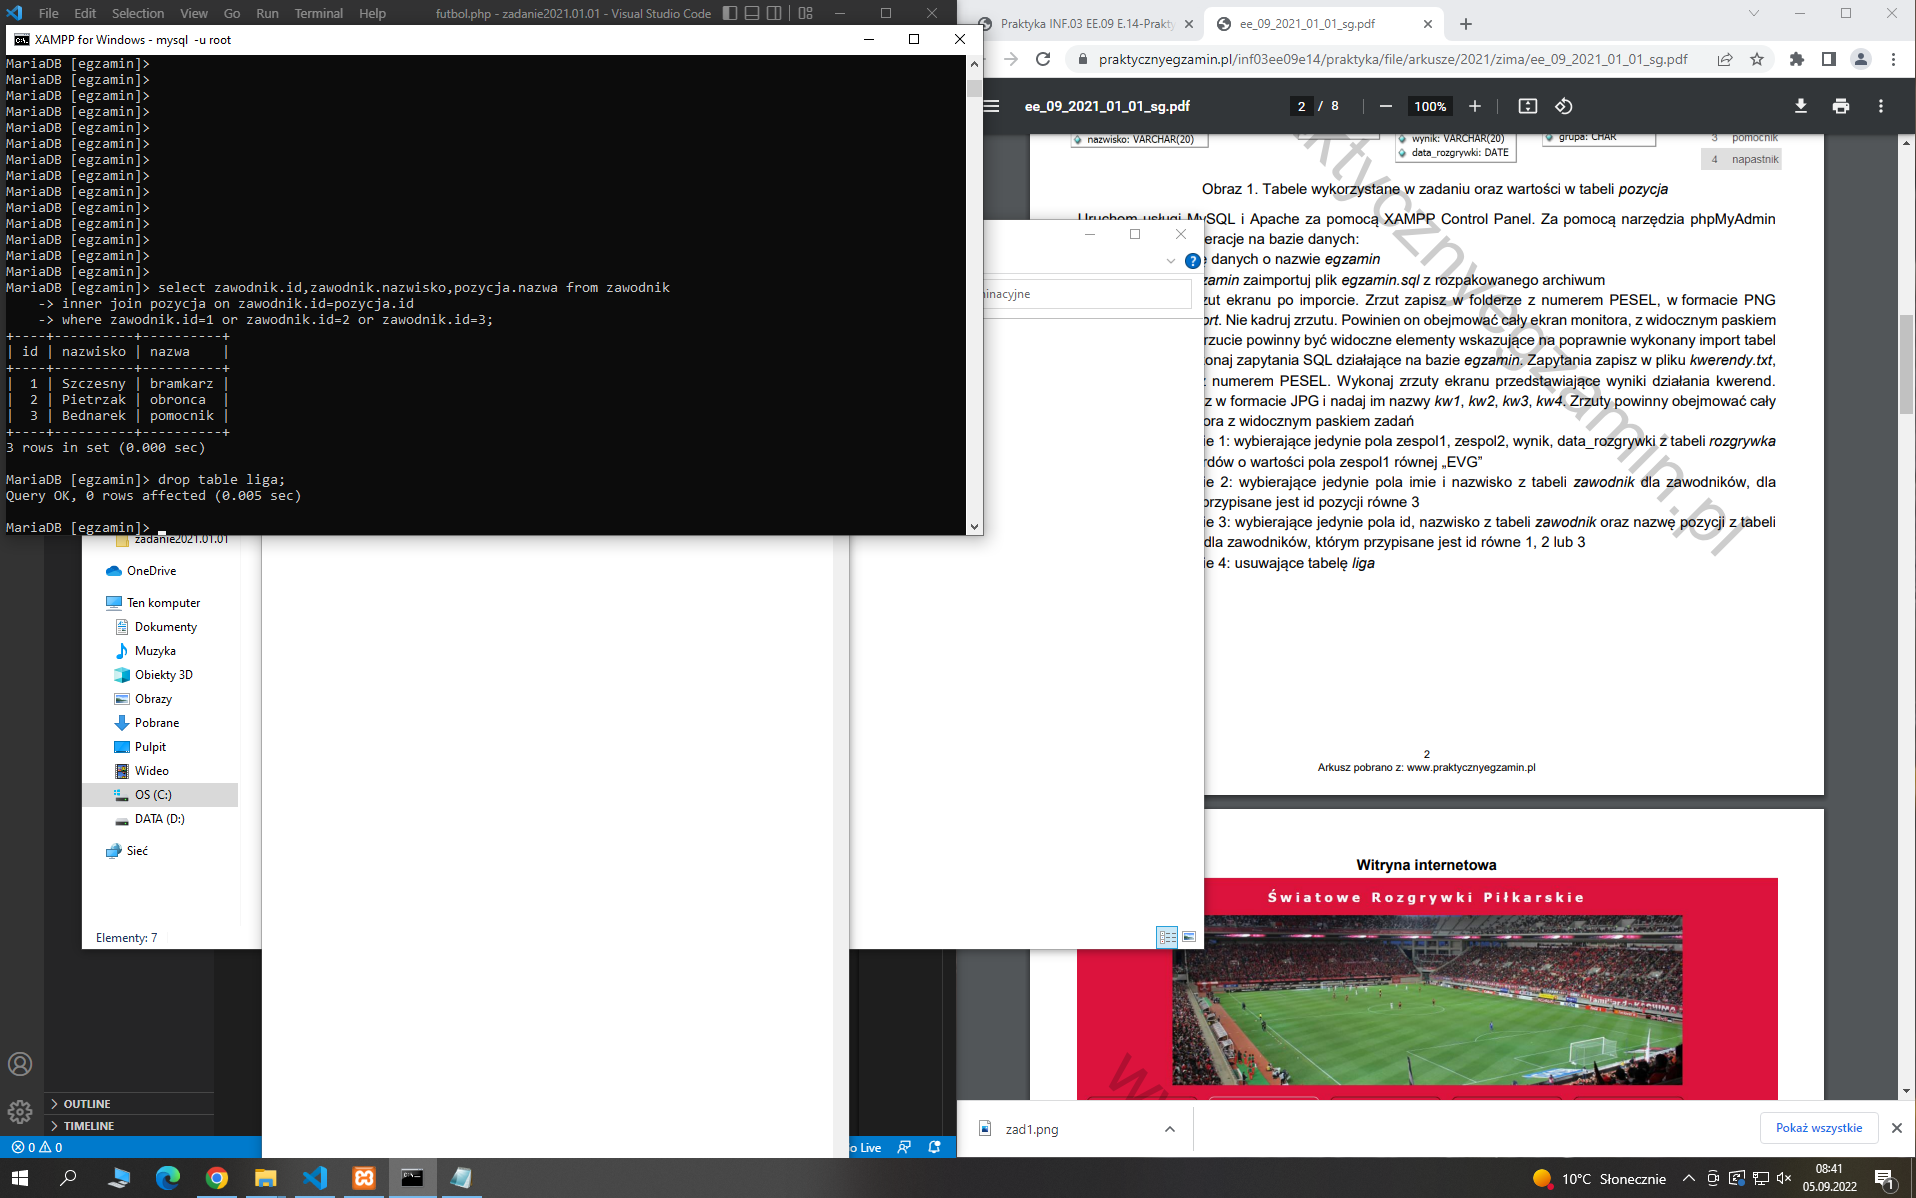 File Edit Selection View Go Run Terminal Help futbol.php - zadanie2021.01.01 - Visual Studio Code
XAMPP for Windows - mysql -u root
MariaDB [egzamin]>
MariaDB [egzamin]>
MariaDB [egzamin]>
MariaDB [egzamin]>
MariaDB [egzamin]>
MariaDB [egzamin]>
MariaDB [egzamin]>
MariaDB [egzamin]>
MariaDB [egzamin]>
MariaDB [egzamin]>
MariaDB [egzamin]>
MariaDB [egzamin]>
MariaDB [egzamin]>
MariaDB [egzamin]>
MariaDB [egzamin]> select zawodnik.id,zawodnik.nazwisko,pozycja.nazwa from zawodnik
-> inner join pozycja on zawodnik.id=pozycja.id
-> where zawodnik.id=1 or zawodnik.id=2 or zawodnik.id=3;
+----+----------+----------+
| id | nazwisko | nazwa    |
+----+----------+----------+
|  1 | Szczesny | bramkarz |
|  2 | Pietrzak | obronca  |
|  3 | Bednarek | pomocnik |
+----+----------+----------+
3 rows in set (0.000 sec)
MariaDB [egzamin]> drop table liga;
Query OK, 0 rows affected (0.005 sec)
MariaDB [egzamin]>
zadanie2021.01.01
OneDrive
Ten komputer
Dokumenty
Muzyka
Obiekty 3D
Obrazy
Pobrane
Pulpit
Wideo
OS (C:)
DATA (D:)
Sieć
Elementy: 7
OUTLINE
TIMELINE
0 0
o Live
Praktyka INF.03 EE.09 E.14-Prakty
ee_09_2021_01_01_sg.pdf
praktycznyegzamin.pl/inf03ee09e14/praktyka/file/arkusze/2021/zima/ee_09_2021_01_01_sg.pdf
ee_09_2021_01_01_sg.pdf 2 / 8 100%
nazwisko: VARCHAR(20)
wynik: VARCHAR(20)
data_rozgrywki: DATE
grupa: CHAR
3 pomocnik
4 napastnik
Obraz 1. Tabele wykorzystane w zadaniu oraz wartości w tabeli pozycja
Uruchom usługi MySQL i Apache za pomocą XAMPP Control Panel. Za pomocą narzędzia phpMyAdmin
eracje na bazie danych:
e danych o nazwie egzamin
zamin zaimportuj plik egzamin.sql z rozpakowanego archiwum
zut ekranu po imporcie. Zrzut zapisz w folderze z numerem PESEL, w formacie PNG
ort. Nie kadruj zrzutu. Powinien on obejmować cały ekran monitora, z widocznym paskiem
rzucie powinny być widoczne elementy wskazujące na poprawnie wykonany import tabel
onaj zapytania SQL działające na bazie egzamin. Zapytania zapisz w pliku kwerendy.txt,
z numerem PESEL. Wykonaj zrzuty ekranu przedstawiające wyniki działania kwerend.
z w formacie JPG i nadaj im nazwy kw1, kw2, kw3, kw4. Zrzuty powinny obejmować cały
ora z widocznym paskiem zadań
ie 1: wybierające jedynie pola zespol1, zespol2, wynik, data_rozgrywki z tabeli rozgrywka
rdów o wartości pola zespol1 równej „EVG”
ie 2: wybierające jedynie pola imie i nazwisko z tabeli zawodnik dla zawodników, dla
przypisane jest id pozycji równe 3
ie 3: wybierające jedynie pola id, nazwisko z tabeli zawodnik oraz nazwę pozycji z tabeli
dla zawodników, którym przypisane jest id równe 1, 2 lub 3
ie 4: usuwające tabelę liga
ktycznyegzamin.pl
2
Arkusz pobrano z: www.praktycznyegzamin.pl
minacyjne
Witryna internetowa
Światowe Rozgrywki Piłkarskie
w
zad1.png
Pokaż wszystkie
10°C Słonecznie
08:41
05.09.2022
1